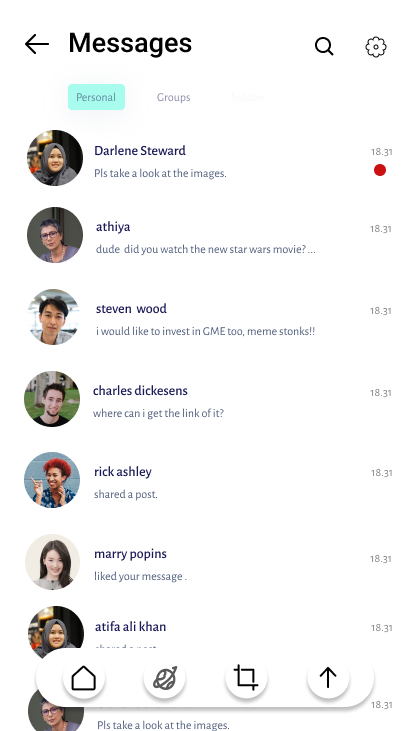 Messages
Personal
Groups
Darlene Steward
18.31
Pls take a look at the images.
athiya
18.31
dude did you watch the new star wars movie? ...
steven wood
18.31
i would like to invest in GME too, meme stonks!!
charles dickesens
18.31
where can i get the link of it?
rick ashley
18.31
shared a post.
marry popins
18.31
liked your message .
atifa ali khan
18.31
shared a post.
18.31
Pls take a look at the images.